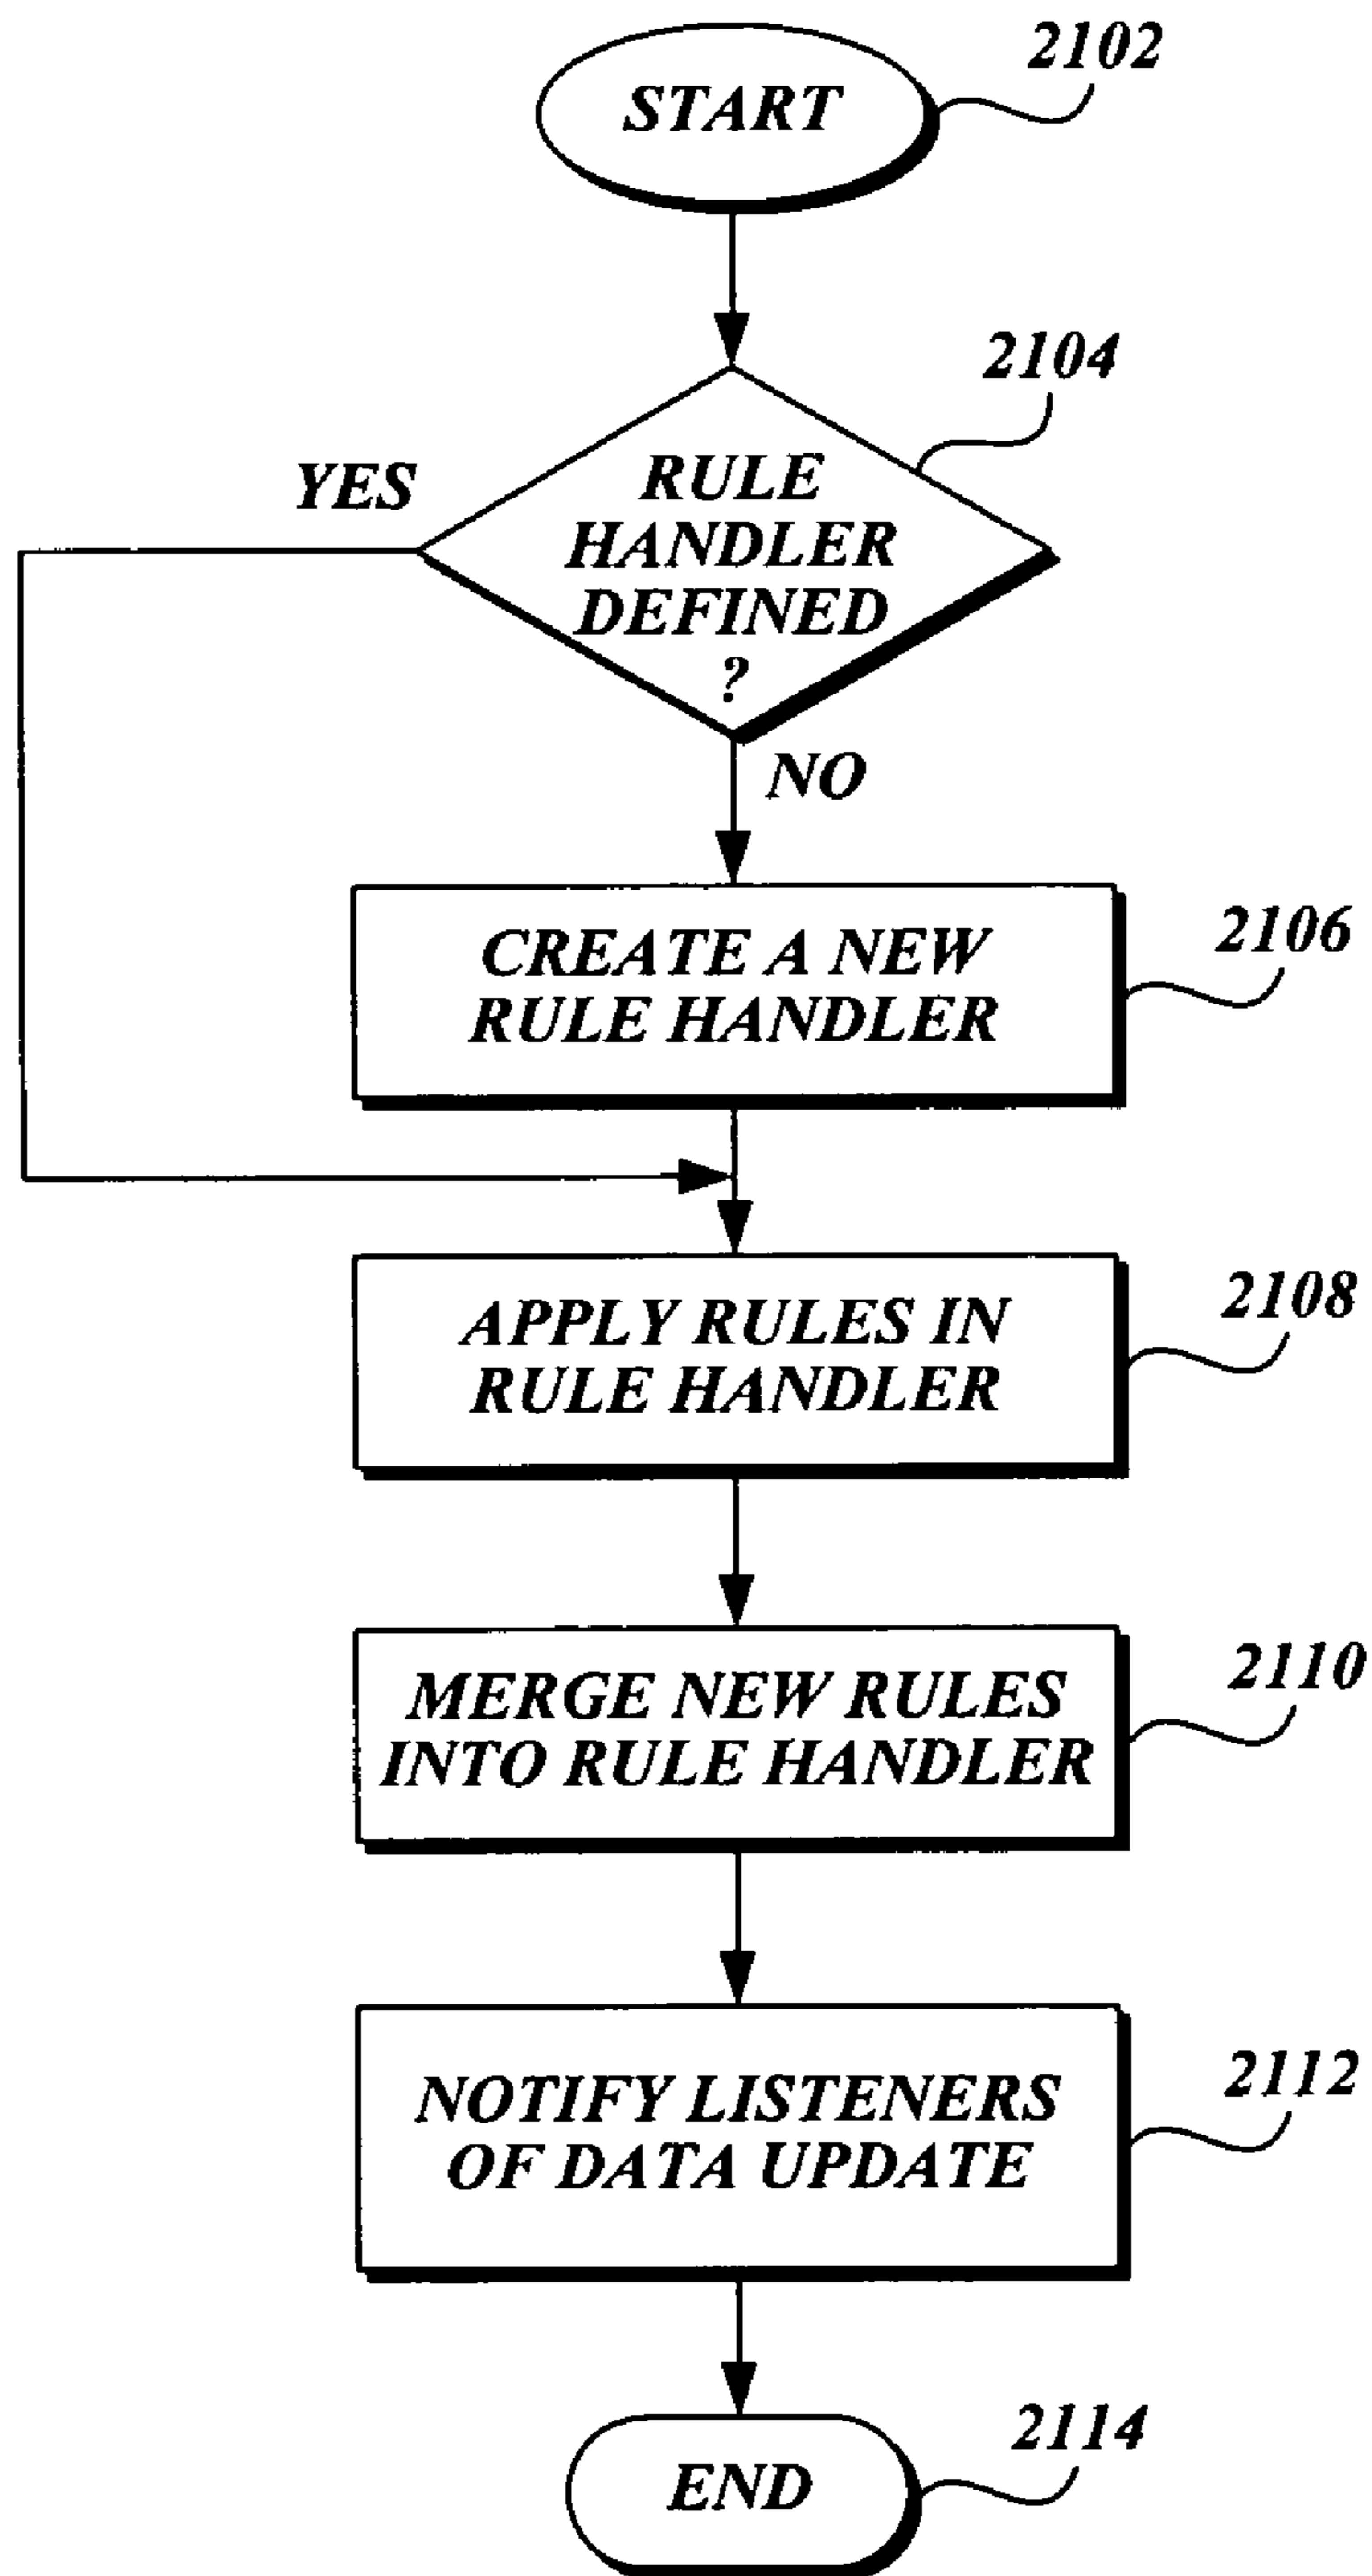 2102
START
2104
YES
RULE
HANDLER
DEFINED
?
NO
2106
CREATE A NEW
RULE HANDLER
2108
APPLY RULES IN
RULE HANDLER
2110
MERGE NEW RULES
INTO RULE HANDLER
2112
NOTIFY LISTENERS
OF DATA UPDATE
2114
END